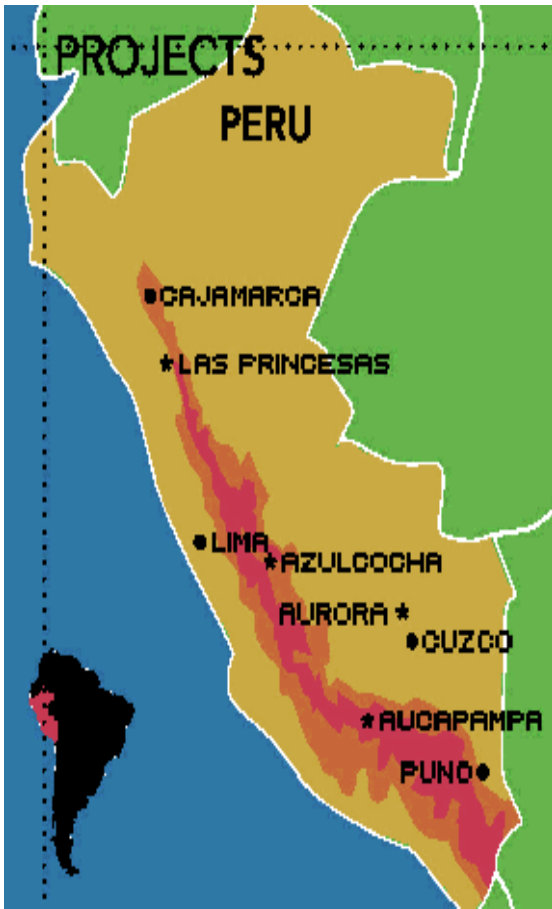 PROJECTS
PERU
CAJAMARCA
*LAS PRINCESAS
LIMA
*AZULCOCHA
AURORA*
CUZCO
*AUCAPAMPA
PUNO